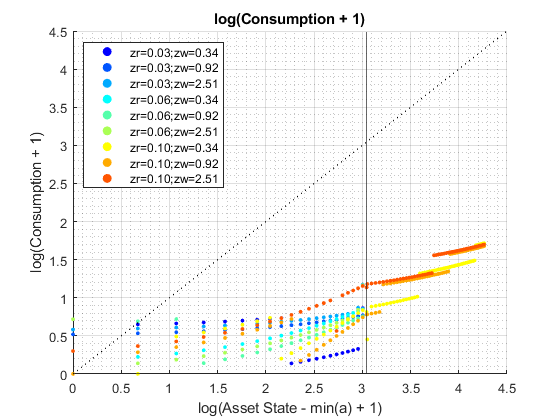 log(Consumption + 1)
4.5
4
3.5
3
2.5
2
1.5
1
0.5
0
log(Consumption + 1)
zr=0.03;zw=0.34
zr=0.03;zw=0.92
zr=0.03;zw=2.51
zr=0.06;zw=0.34
zr=0.06;zw=0.92
zr=0.06;zw=2.51
zr=0.10;zw=0.34
zr=0.10;zw=0.92
zr=0.10;zw=2.51
0 0.5 1 1.5 2 2.5 3 3.5 4 4.5
log(Asset State - min(a) + 1)